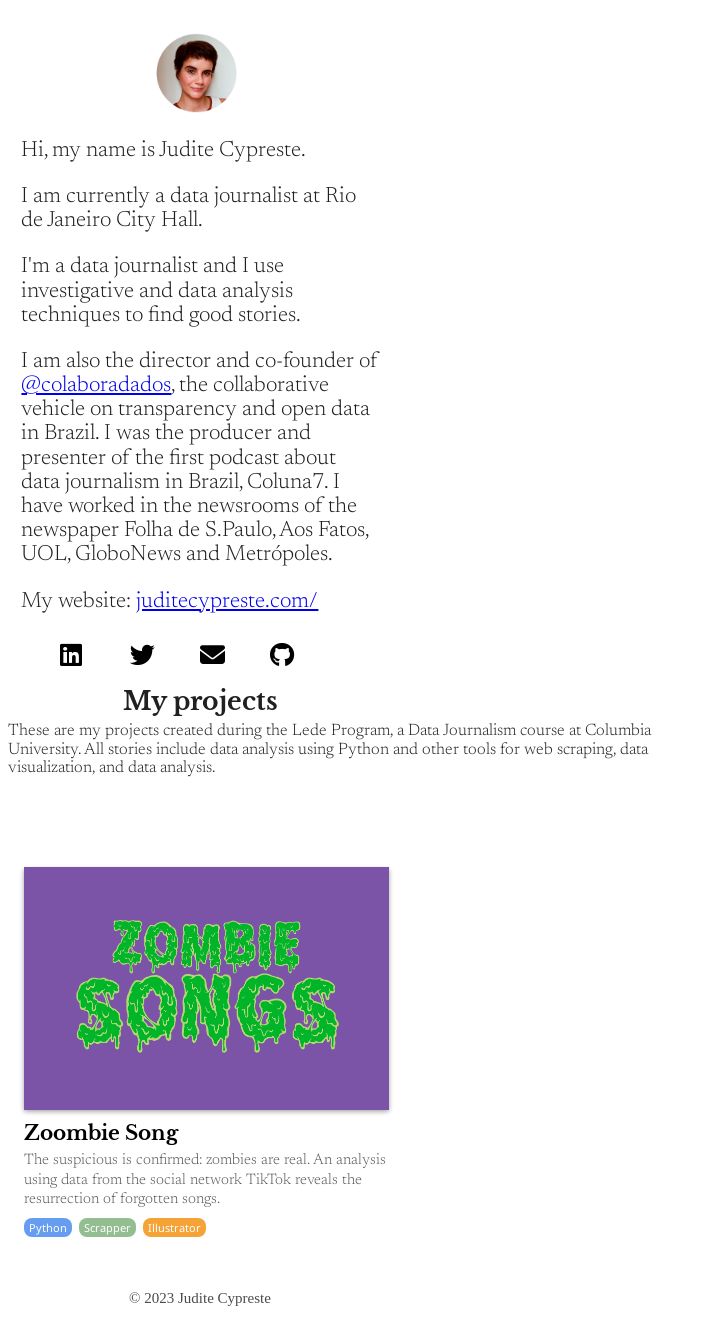 Hi, my name is Judite Cypreste.
I am currently a data journalist at Rio
de Janeiro City Hall.
I'm a data journalist and I use
investigative and data analysis
techniques to find good stories.
I am also the director and co-founder of
@colaboradados, the collaborative
vehicle on transparency and open data
in Brazil. I was the producer and
presenter of the first podcast about
data journalism in Brazil, Coluna7. I
have worked in the newsrooms of the
newspaper Folha de S.Paulo, Aos Fatos,
UOL, GloboNews and Metrópoles.
My website: juditecypreste.com/
My projects
These are my projects created during the Lede Program, a Data Journalism course at Columbia
University. All stories include data analysis using Python and other tools for web scraping, data
visualization, and data analysis.
ZOMBIE
SONGS
Zoombie Song
The suspicious is confirmed: zombies are real. An analysis
using data from the social network TikTok reveals the
resurrection of forgotten songs.
Python Scrapper Illustrator
© 2023 Judite Cypreste